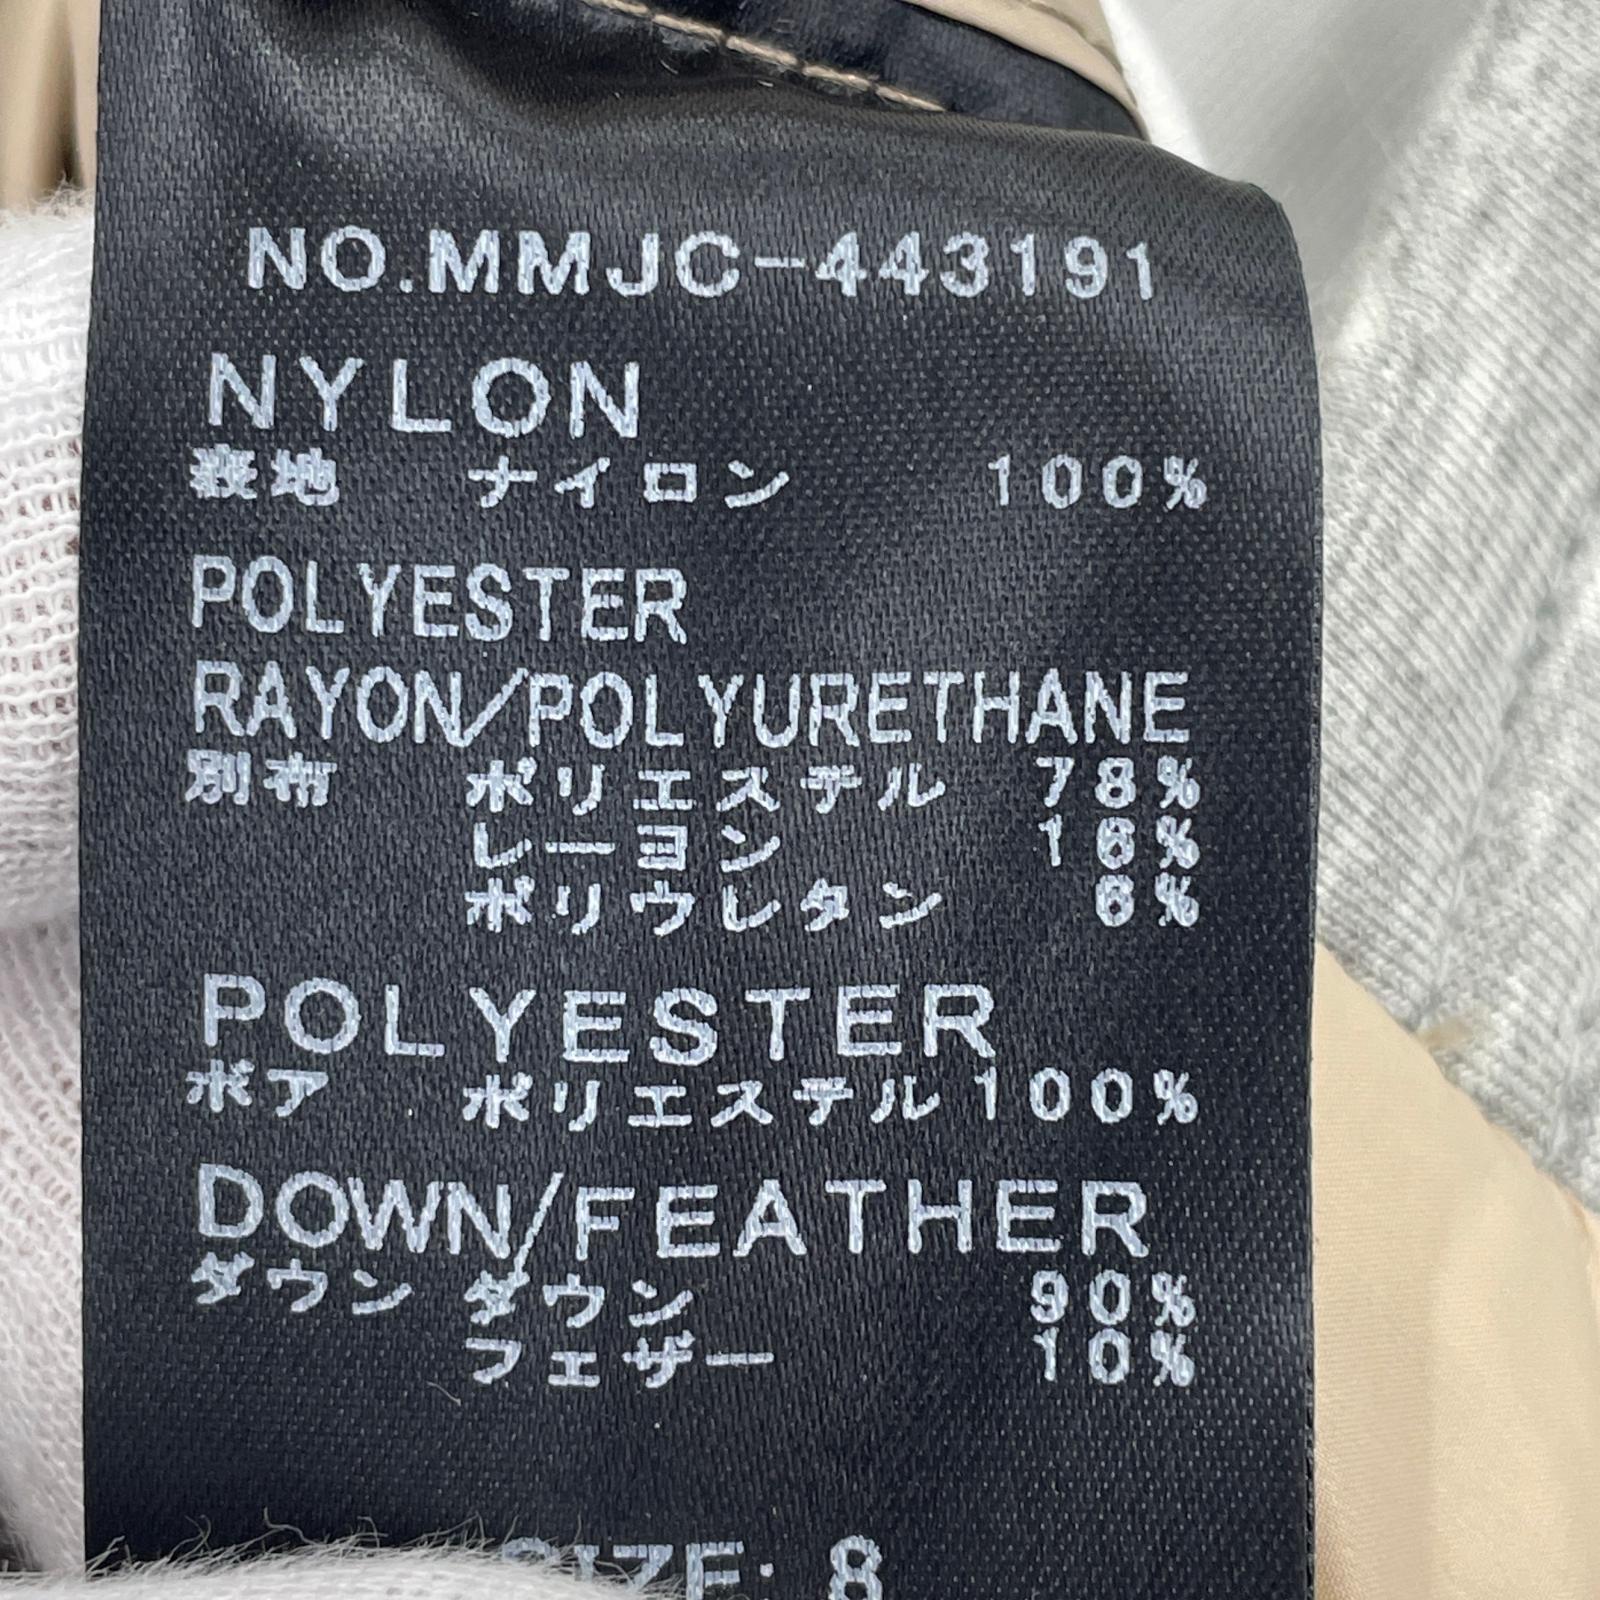 NO.MMJC-443191
NYLON
表地 ナイロン 100%
POLYESTER
RAYON/POLYURETHANE
別布 ポリエステル 78%
レーヨン 16%
ポリウレタン 6%
POLYESTER
ボア ポリエステル 100%
DOWN/FEATHER
ダウン ダウン 90%
フェザー 10%
SIZE: 8